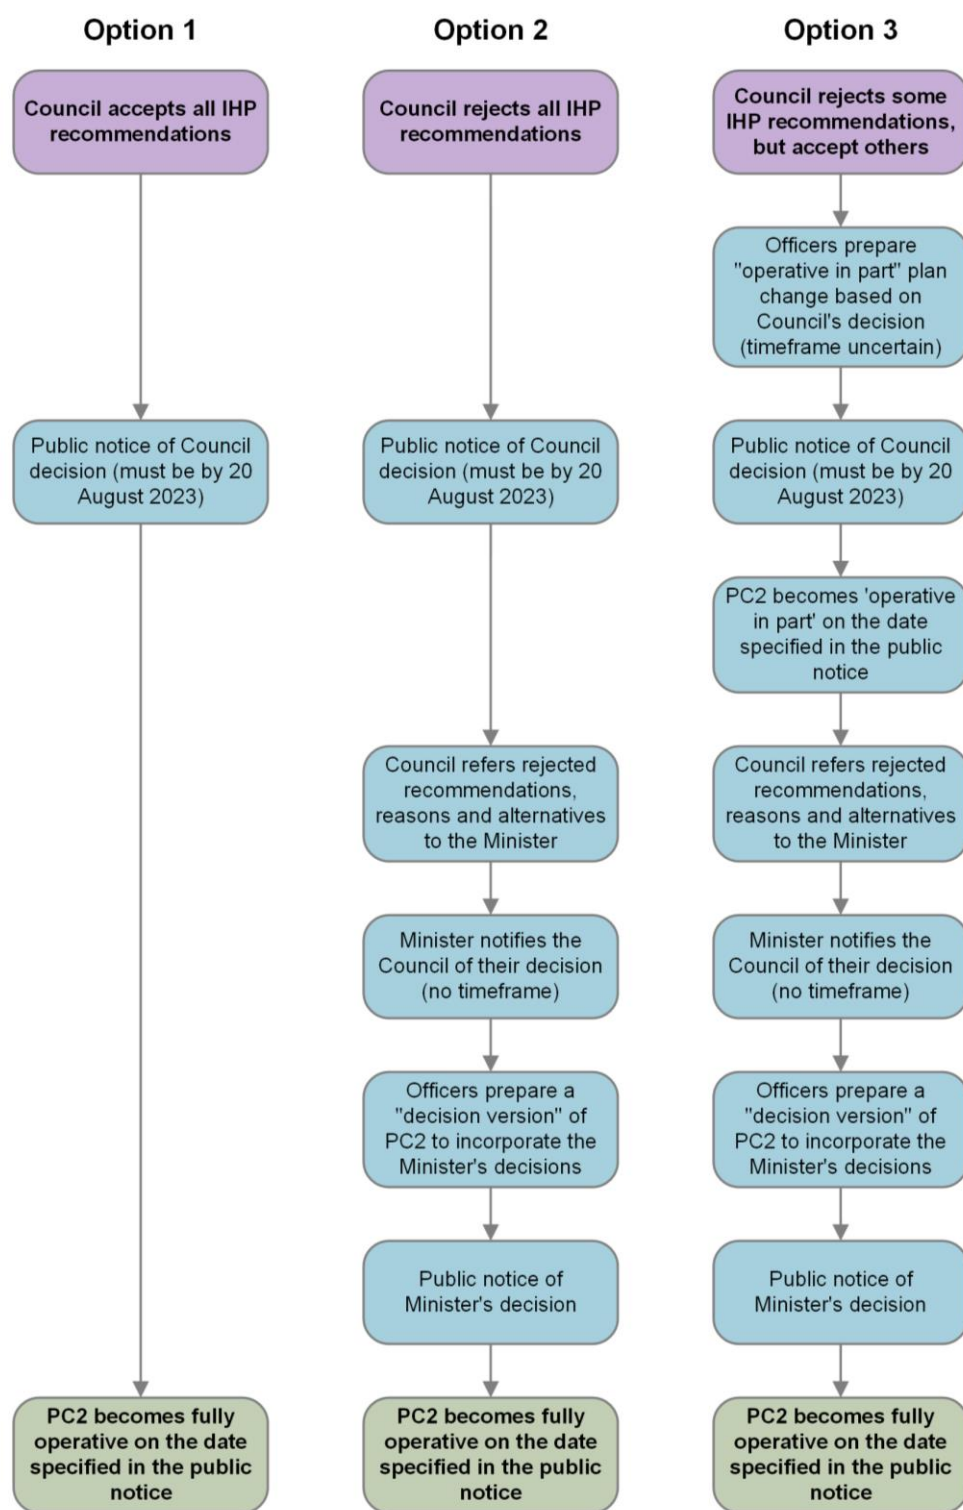 Option 1
Council accepts all IHP
recommendations
Public notice of Council
decision (must be by 20
August 2023)
PC2 becomes fully
operative on the date
specified in the public
notice
Option 2
Council rejects all IHP
recommendations
Public notice of Council
decision (must be by 20
August 2023)
Council refers rejected
recommendations,
reasons and alternatives
to the Minister
Minister notifies the
Council of their decision
(no timeframe)
Officers prepare a
"decision version" of
PC2 to incorporate the
Minister's decisions
Public notice of
Minister's decision
PC2 becomes fully
operative on the date
specified in the public
notice
Option 3
Council rejects some
IHP recommendations,
but accept others
Officers prepare
"operative in part" plan
change based on
Council's decision
(timeframe uncertain)
Public notice of Council
decision (must be by 20
August 2023)
PC2 becomes 'operative
in part' on the date
specified in the public
notice
Council refers rejected
recommendations,
reasons and alternatives
to the Minister
Minister notifies the
Council of their decision
(no timeframe)
Officers prepare a
"decision version" of
PC2 to incorporate the
Minister's decisions
Public notice of
Minister's decision
PC2 becomes fully
operative on the date
specified in the public
notice